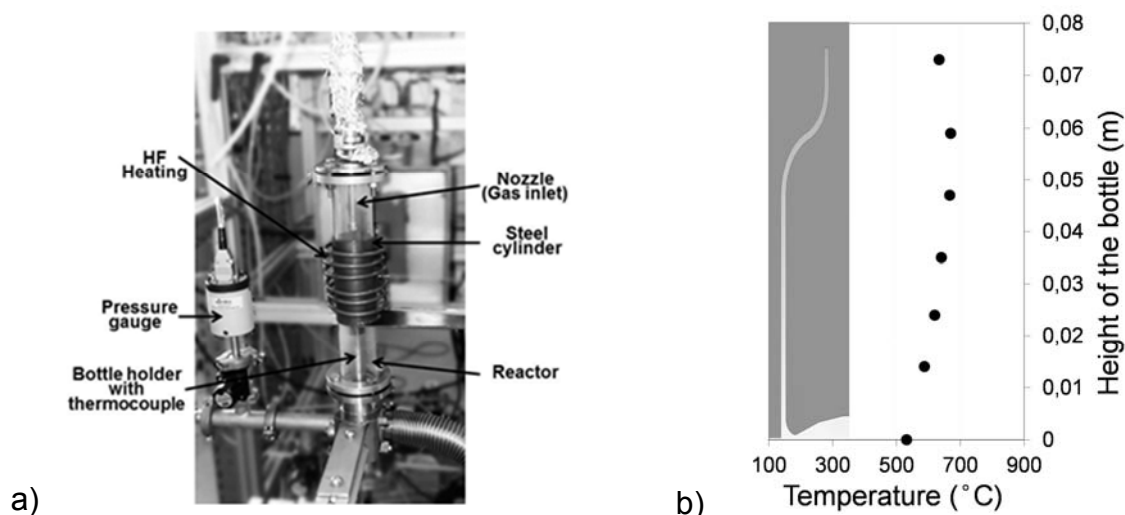 HF
Heating
Nozzle
(Gas inlet)
Steel
cylinder
Pressure
gauge
Bottle holder
with
thermocouple
Reactor
a)
0,08
0,07
0,06
0,05
0,04
0,03
0,02
0,01
0
Height of the bottle (m)
100 300 500 700 900
Temperature (°C)
b)